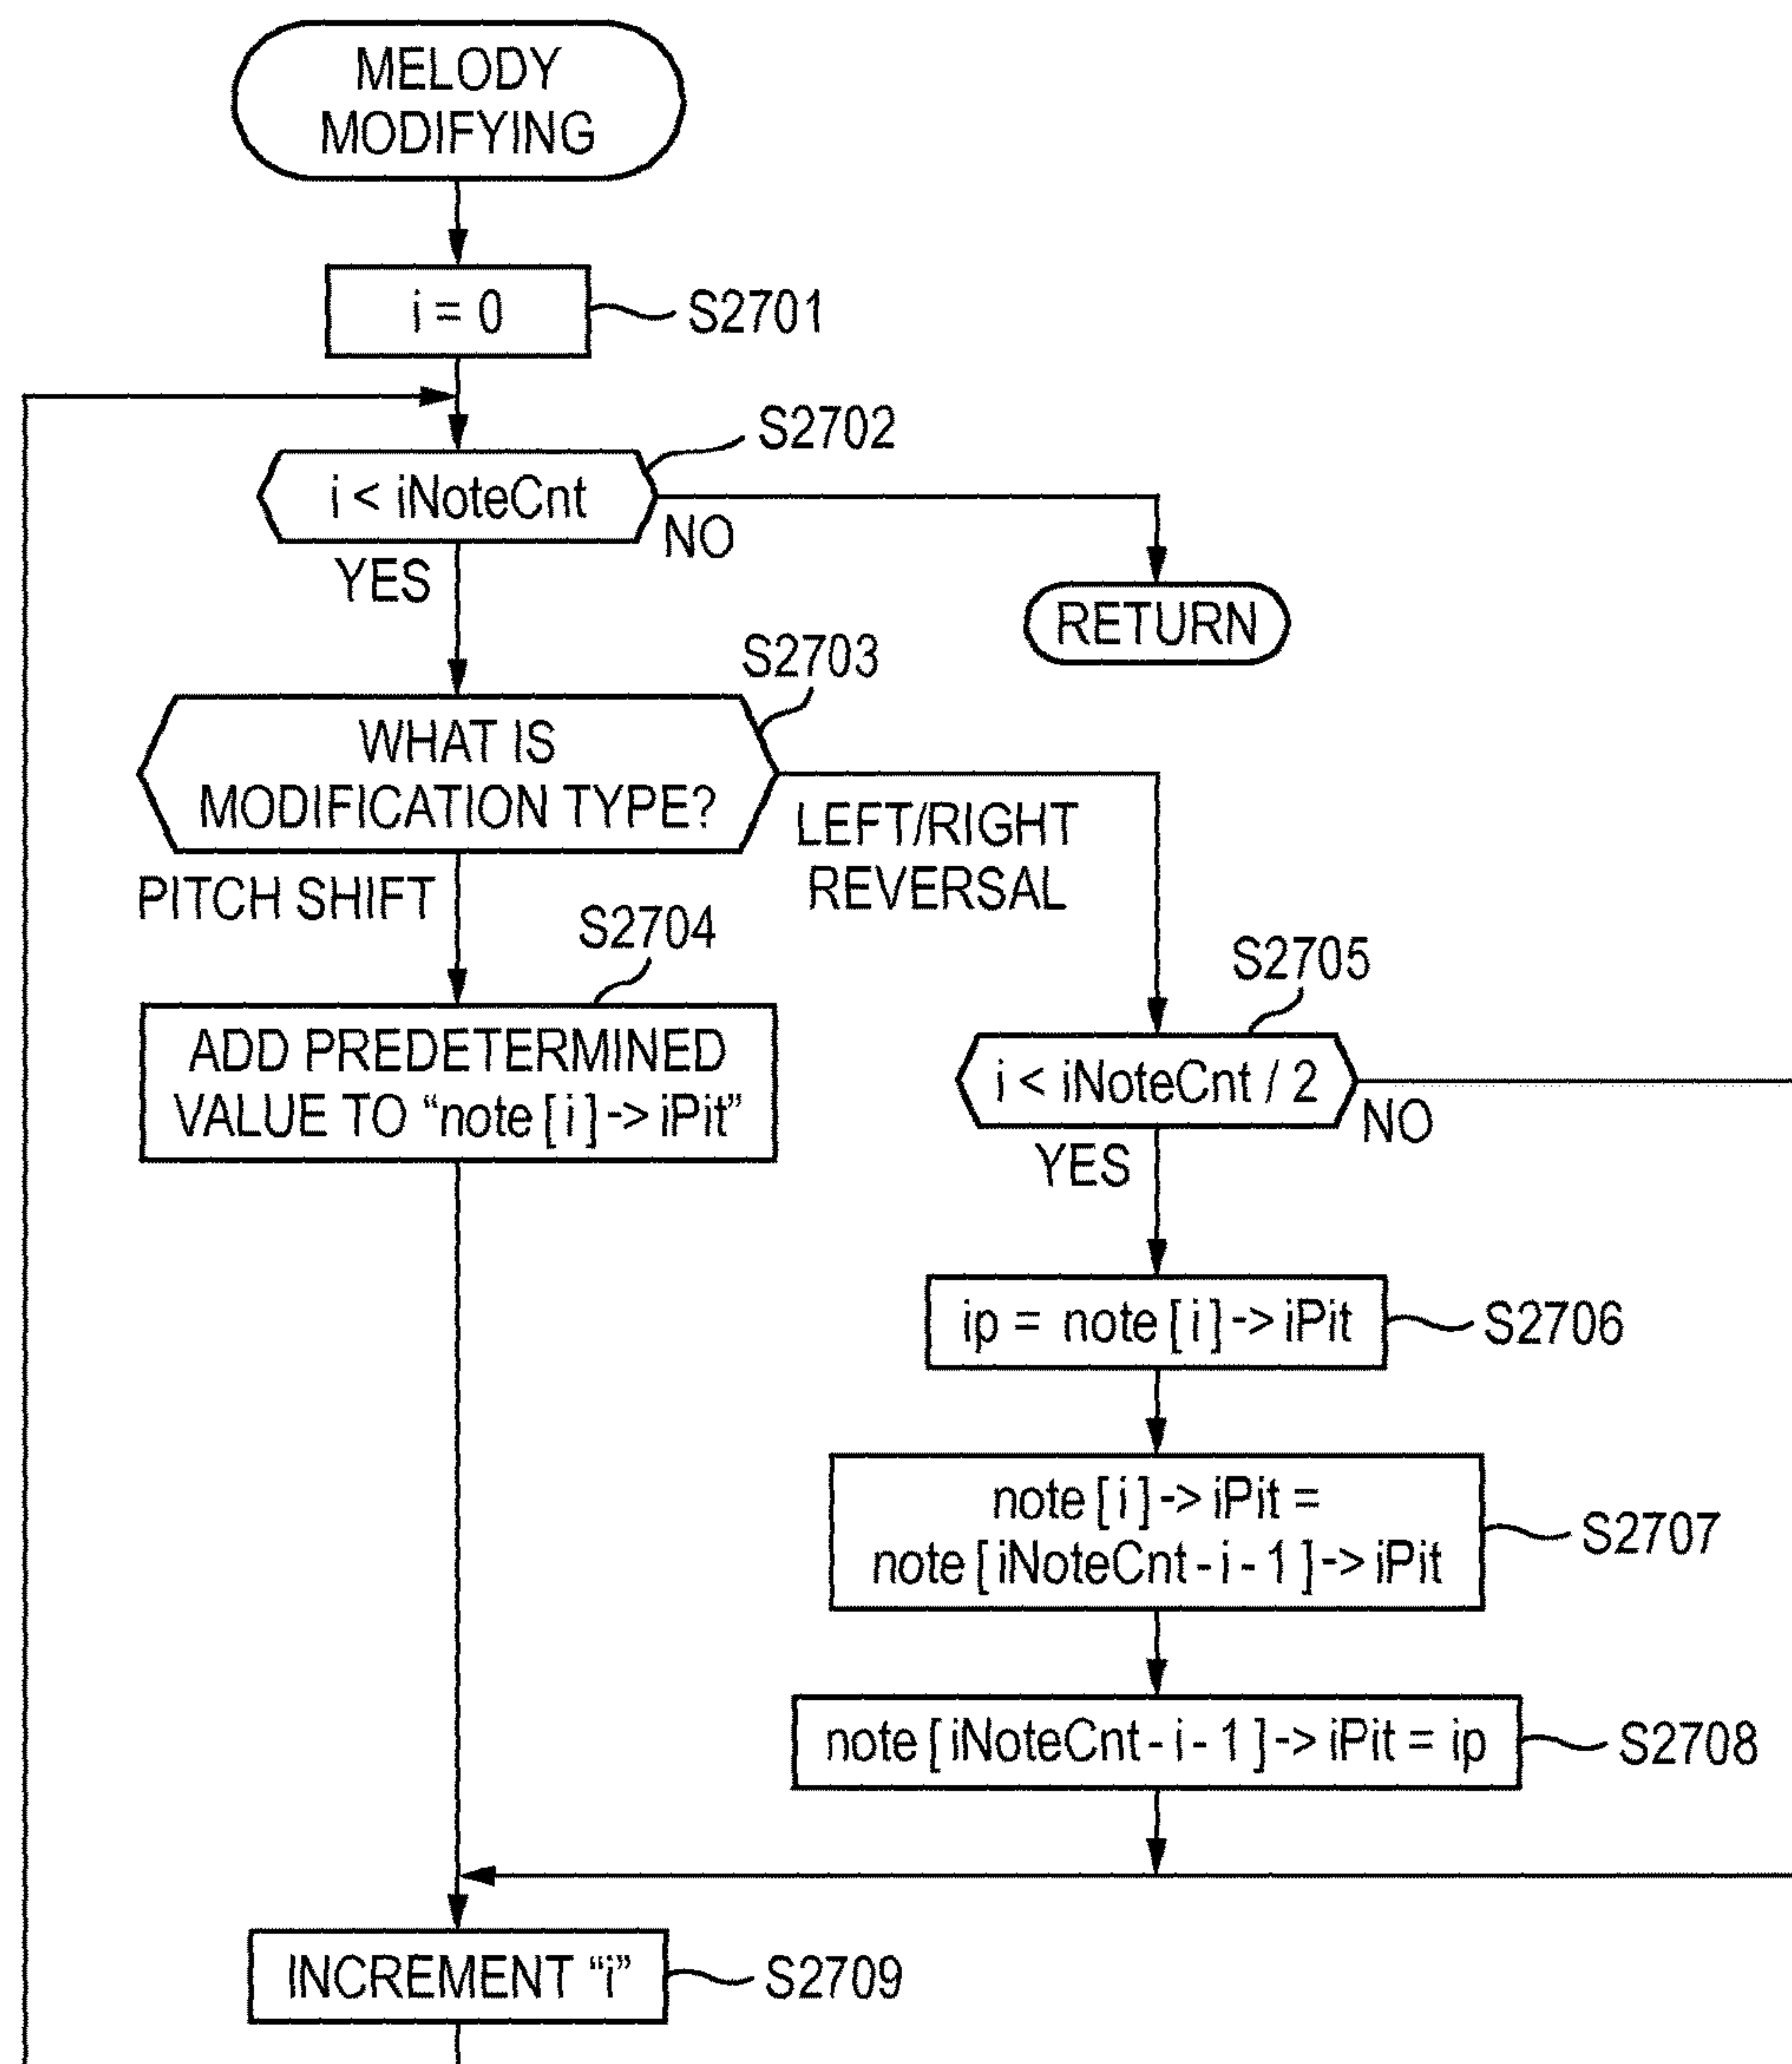 MELODY
MODIFYING
i = 0
S2701
S2702
i < iNoteCnt
NO
YES
RETURN
S2703
WHAT IS
MODIFICATION TYPE?
LEFT/RIGHT
REVERSAL
PITCH SHIFT
S2704
ADD PREDETERMINED
VALUE TO “note [ i ] -> iPit”
S2705
i < iNoteCnt / 2
NO
YES
ip = note [ i ] -> iPit
S2706
note [ i ] -> iPit =
note [ iNoteCnt - i - 1 ] -> iPit
S2707
note [ iNoteCnt - i - 1 ] -> iPit = ip
S2708
INCREMENT “i”
S2709